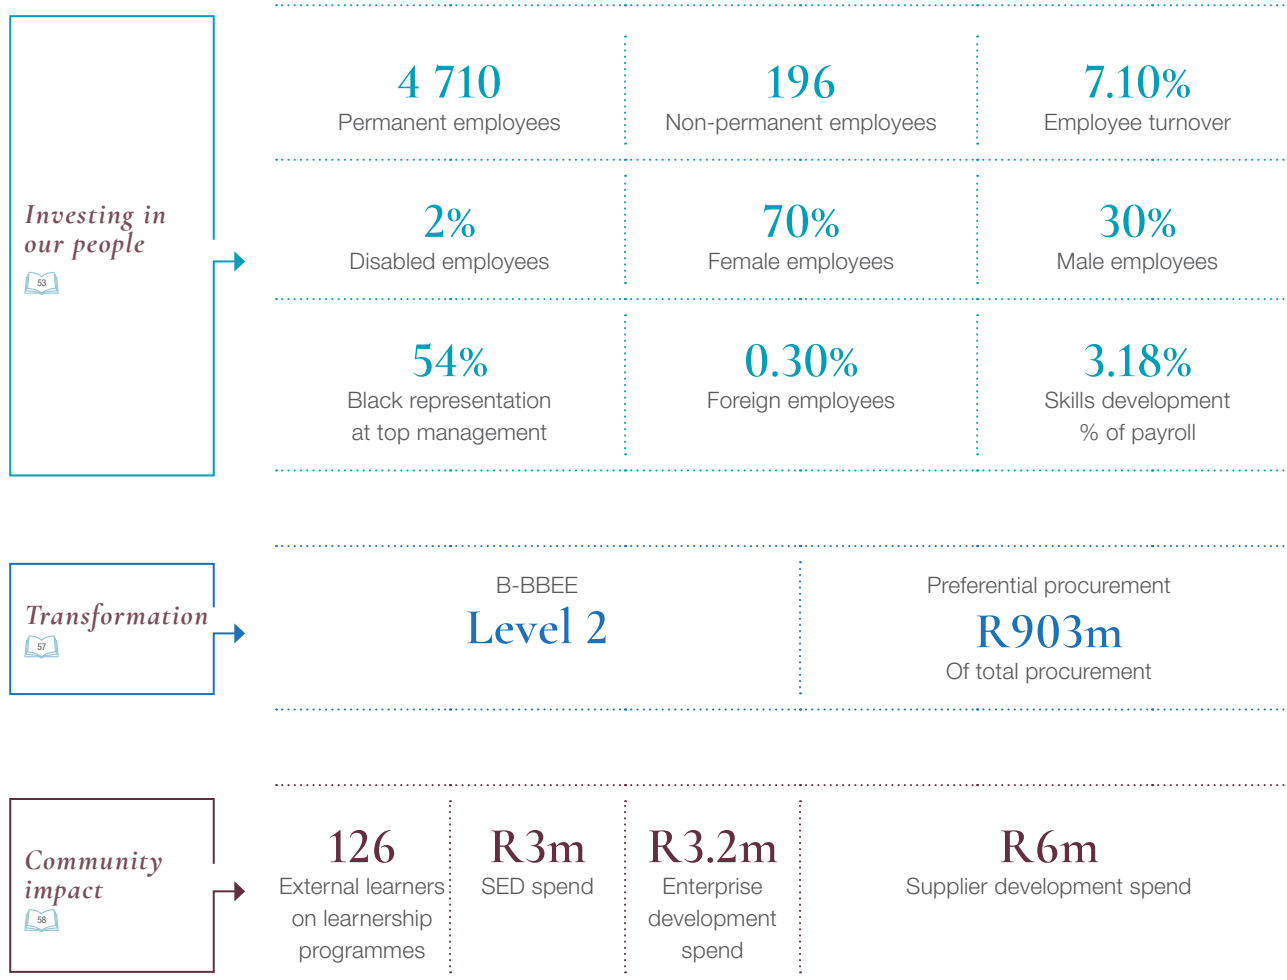 Investing in
our people
53
4 710
Permanent employees
196
Non-permanent employees
7.10%
Employee turnover
2%
Disabled employees
70%
Female employees
30%
Male employees
54%
Black representation
at top management
0.30%
Foreign employees
3.18%
Skills development
% of payroll
Transformation
57
B-BBEE
Level 2
Preferential procurement
R903m
Of total procurement
Community
impact
58
126
External learners
on learnership
programmes
R3m
SED spend
R3.2m
Enterprise
development
spend
R6m
Supplier development spend